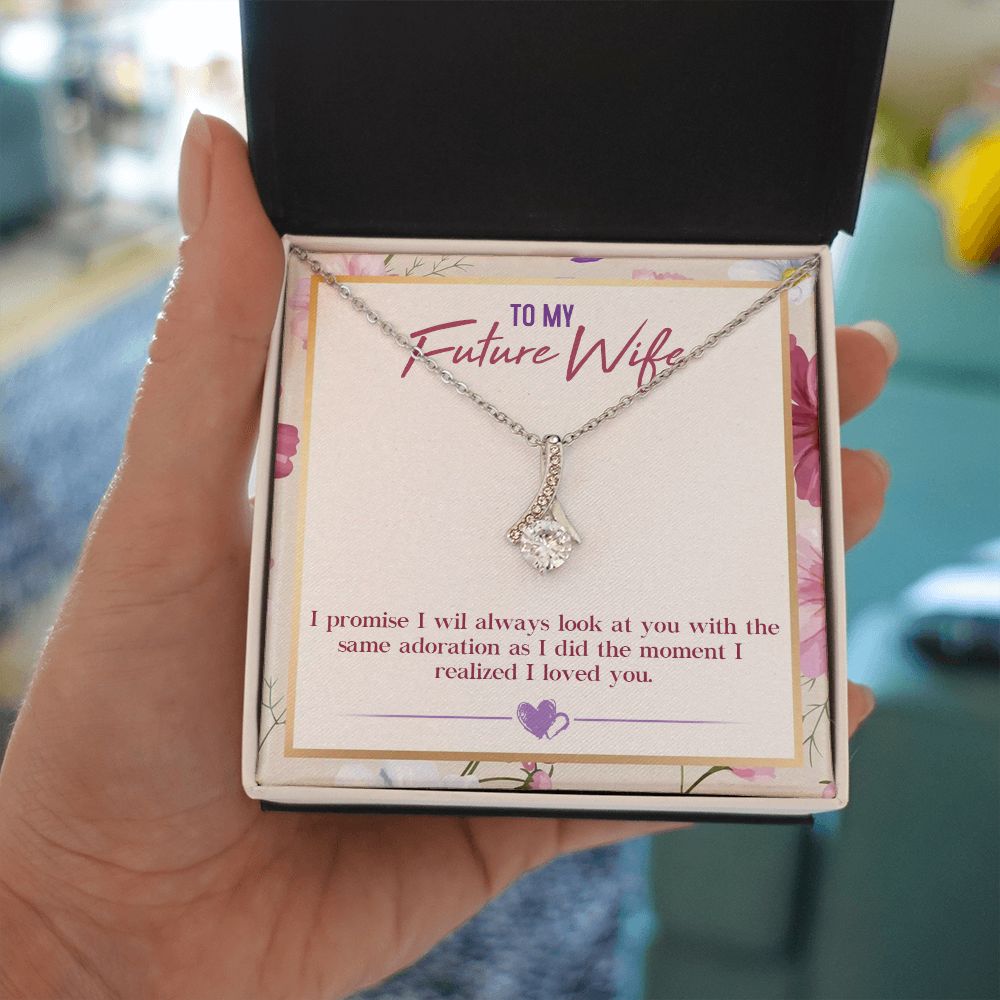 TO MY
Future Wife
I promise I wil always look at you with the
same adoration as I did the moment I
realized I loved you.